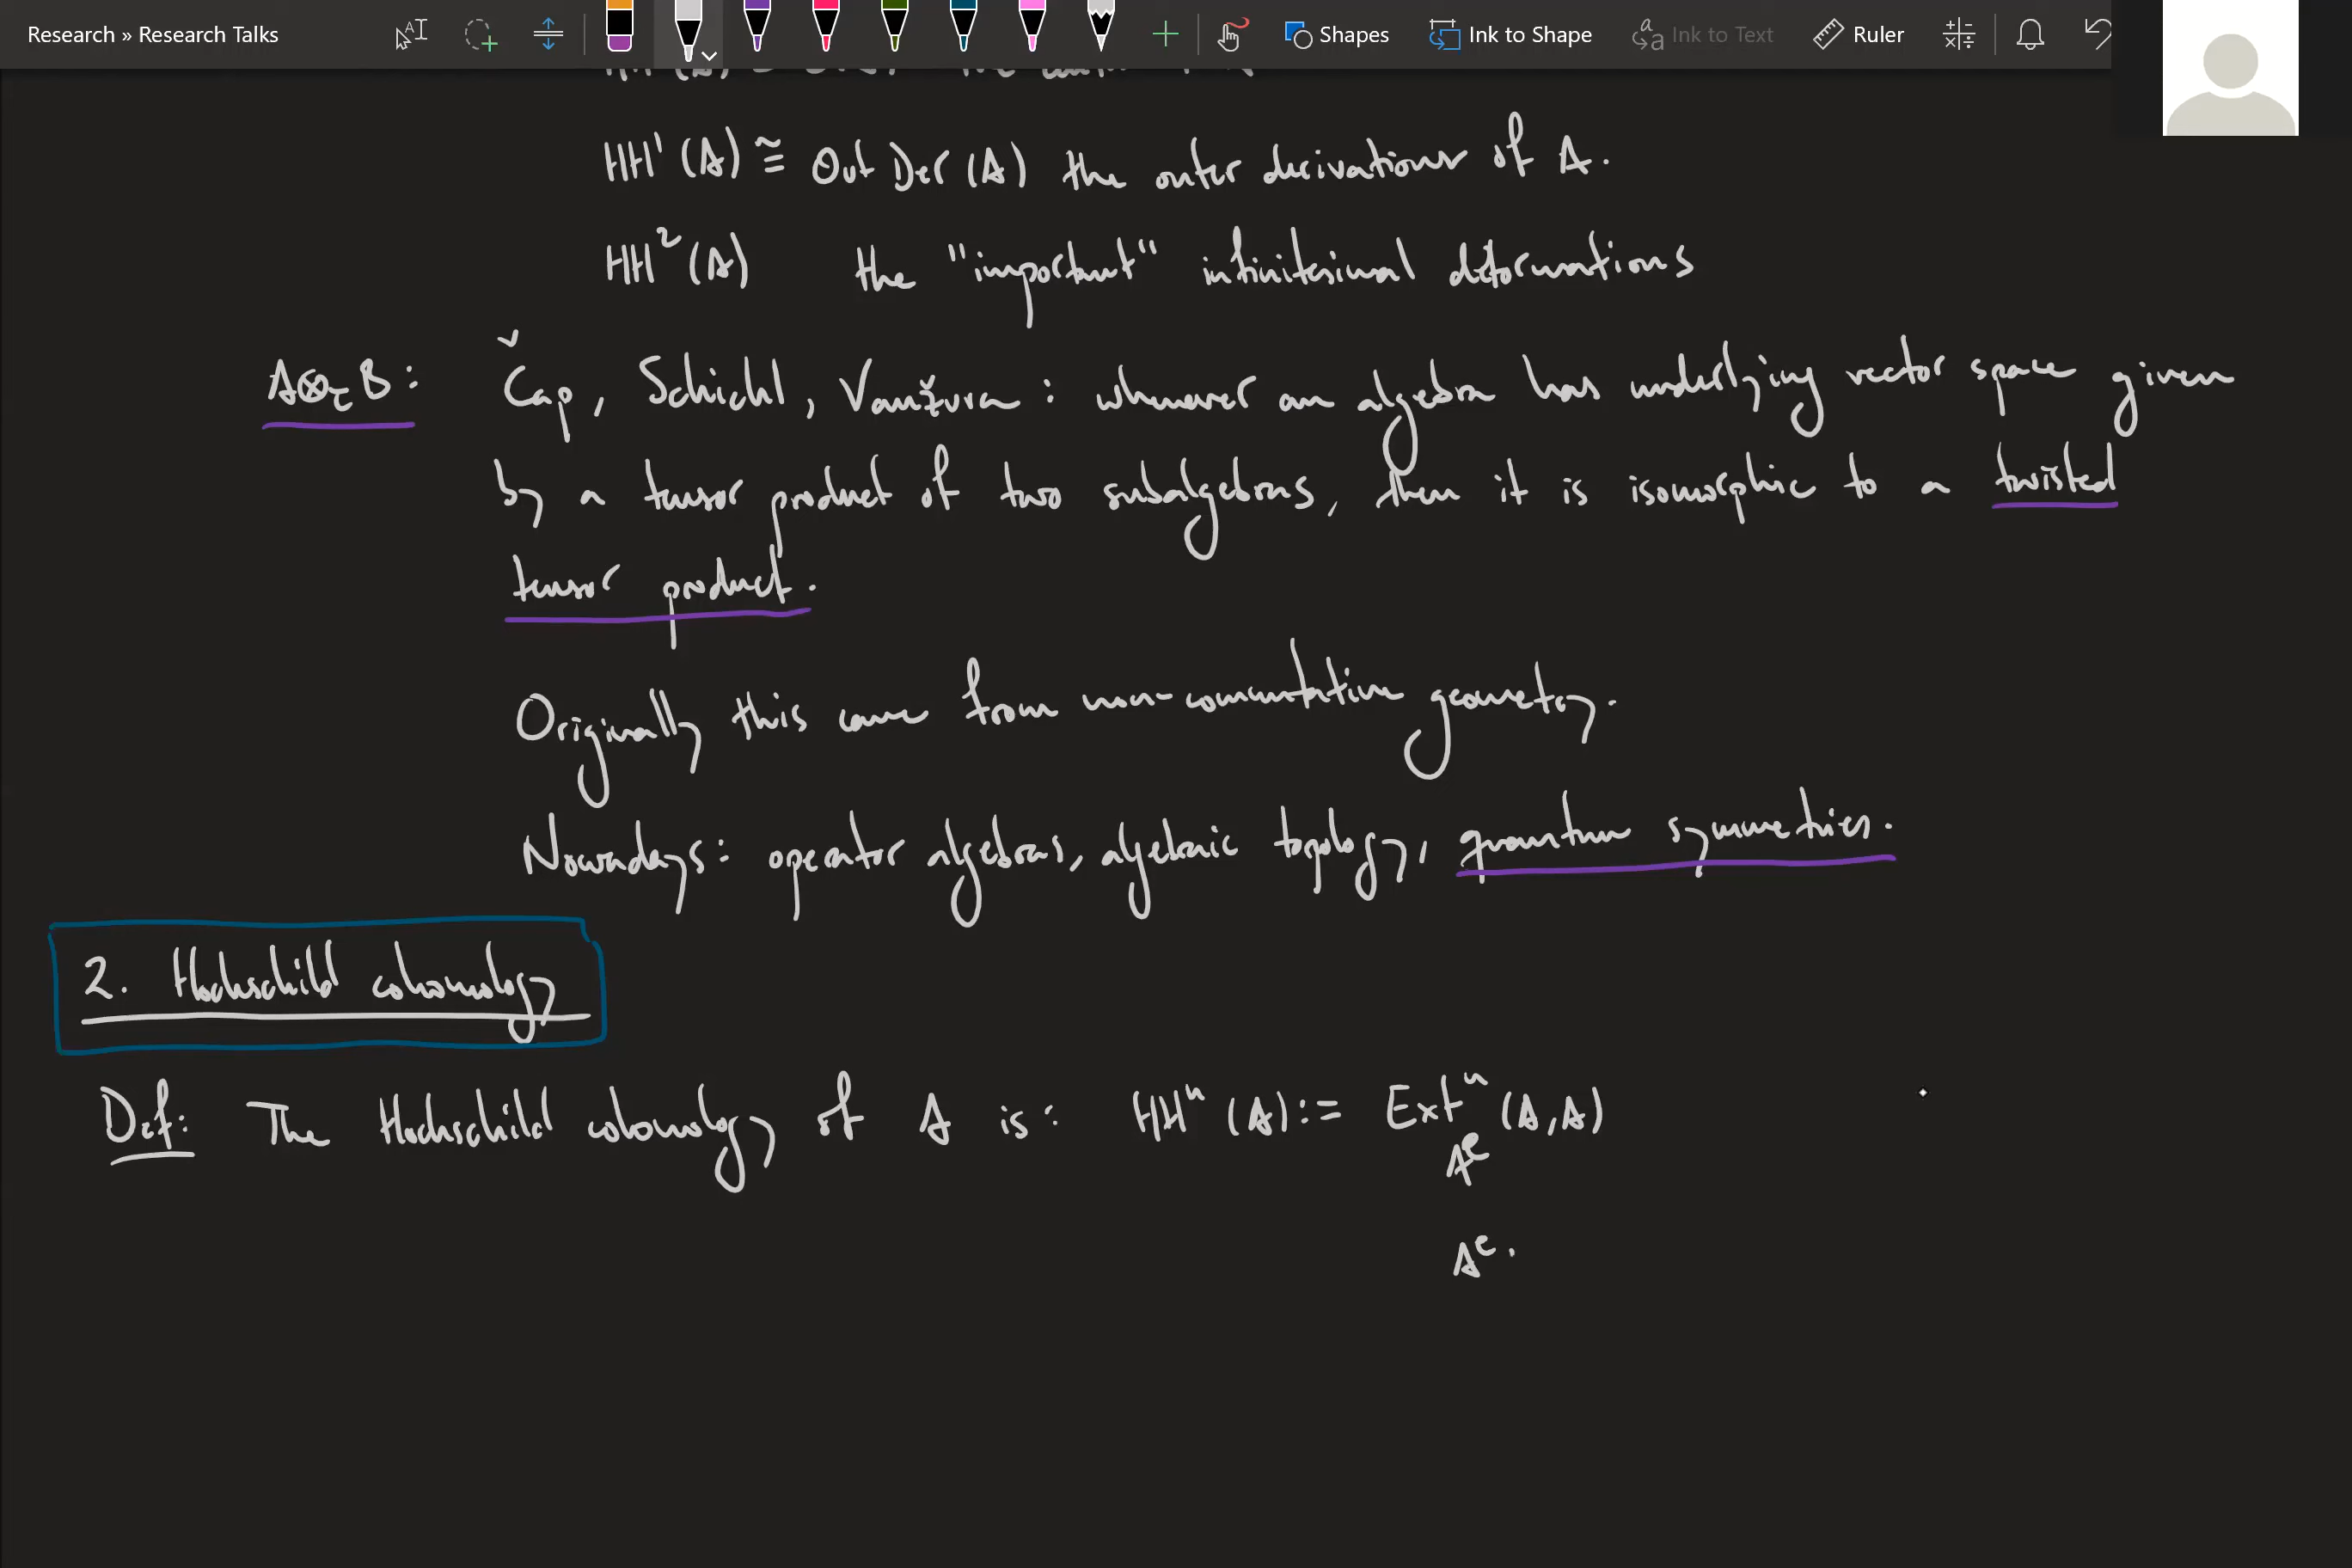 Research » Research Talks
Shapes Ink to Shape Ink to Text Ruler
HH¹(A) ≅ Out Der(A) the outer derivations of A.
HH²(A) the "important" infinitesimal deformations
A⊗_τ B: Čap, Schichl, Vanžura: whenever an algebra has underlying vector space given
by a tensor product of two subalgebras, then it is isomorphic to a twisted
tensor product.
Originally this came from non-commutative geometry.
Nowadays: operator algebras, algebraic topology, quantum symmetries.
2. Hochschild cohomology
Def: The Hochschild cohomology of A is: HHⁿ(A) := Extⁿ_{Aᵉ}(A,A)
Aᵉ.